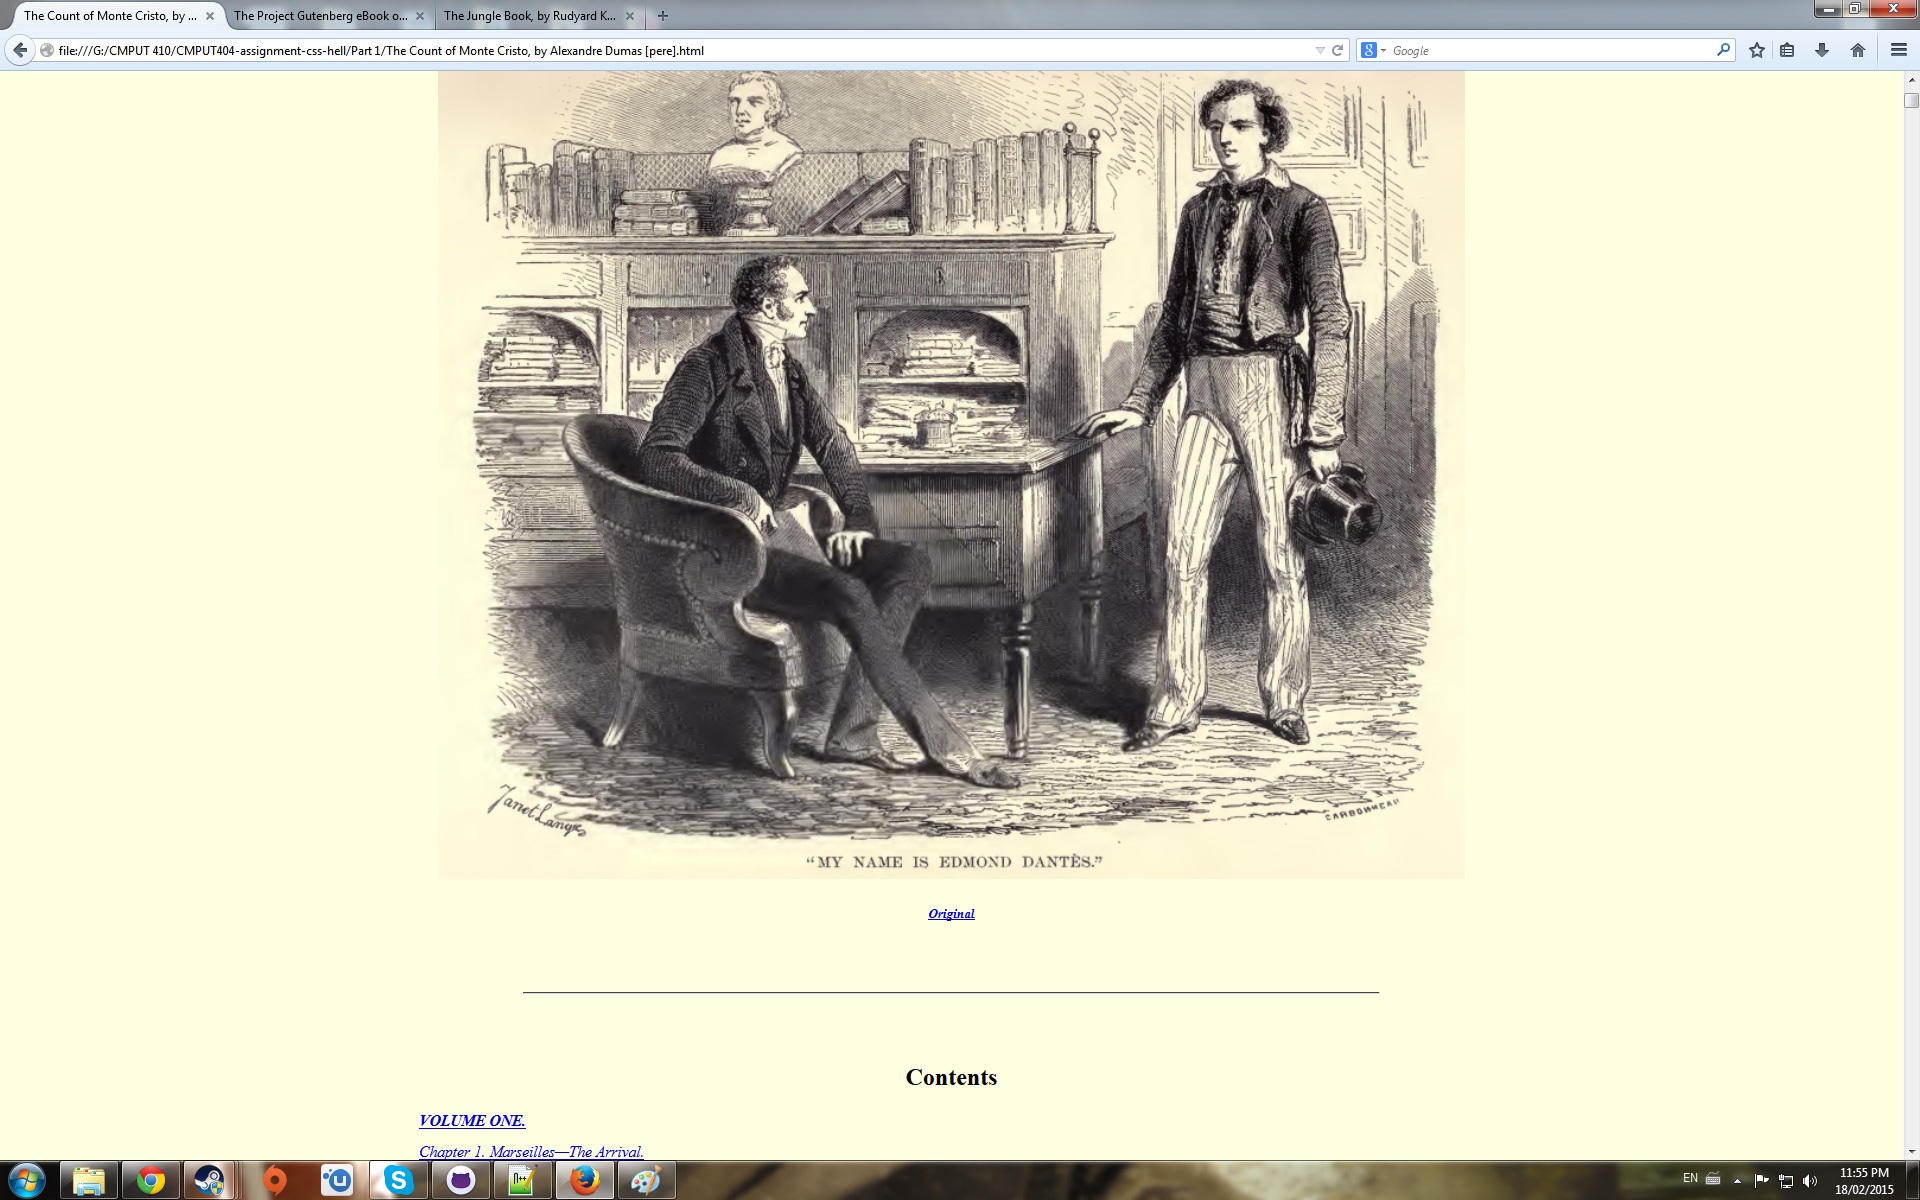 The Count of Monte Cristo, by ...
The Project Gutenberg eBook o...
The Jungle Book, by Rudyard K...
file:///G:/CMPUT 410/CMPUT404-assignment-css-hell/Part 1/The Count of Monte Cristo, by Alexandre Dumas [pere].html
Google
Janet Lange
CARBONNEAU
“MY NAME IS EDMOND DANTÈS.”
Original
Contents
VOLUME ONE.
Chapter 1. Marseilles—The Arrival.
EN
11:55 PM
18/02/2015